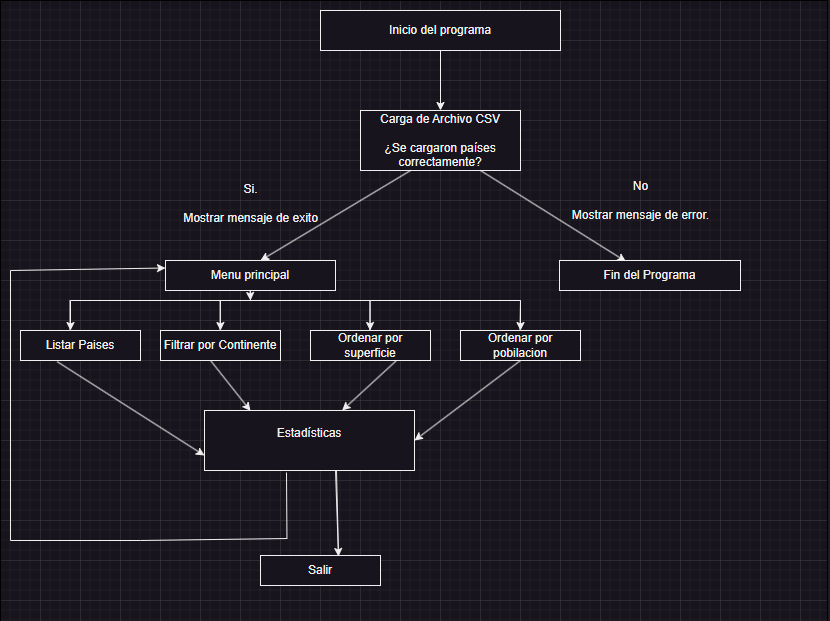 Inicio del programa
Carga de Archivo CSV
¿Se cargaron países
correctamente?
Si.
Mostrar mensaje de exito
No
Mostrar mensaje de error.
Menu principal
Fin del Programa
Listar Paises
Filtrar por Continente
Ordenar por
superficie
Ordenar por
pobilacion
Estadísticas
Salir